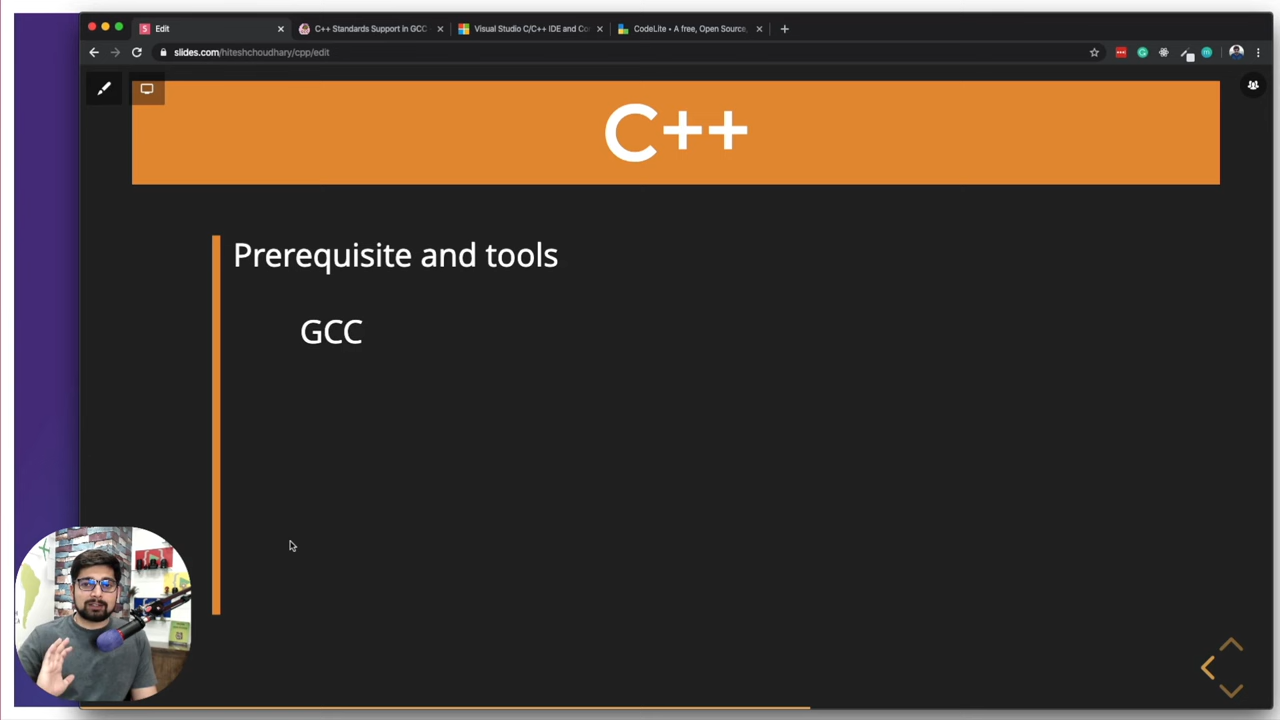 Edit
C++ Standards Support in GCC
Visual Studio C/C++ IDE and Co
CodeLite • A free, Open Source,
slides.com/hiteshchoudhary/cpp/edit
C++
Prerequisite and tools
GCC